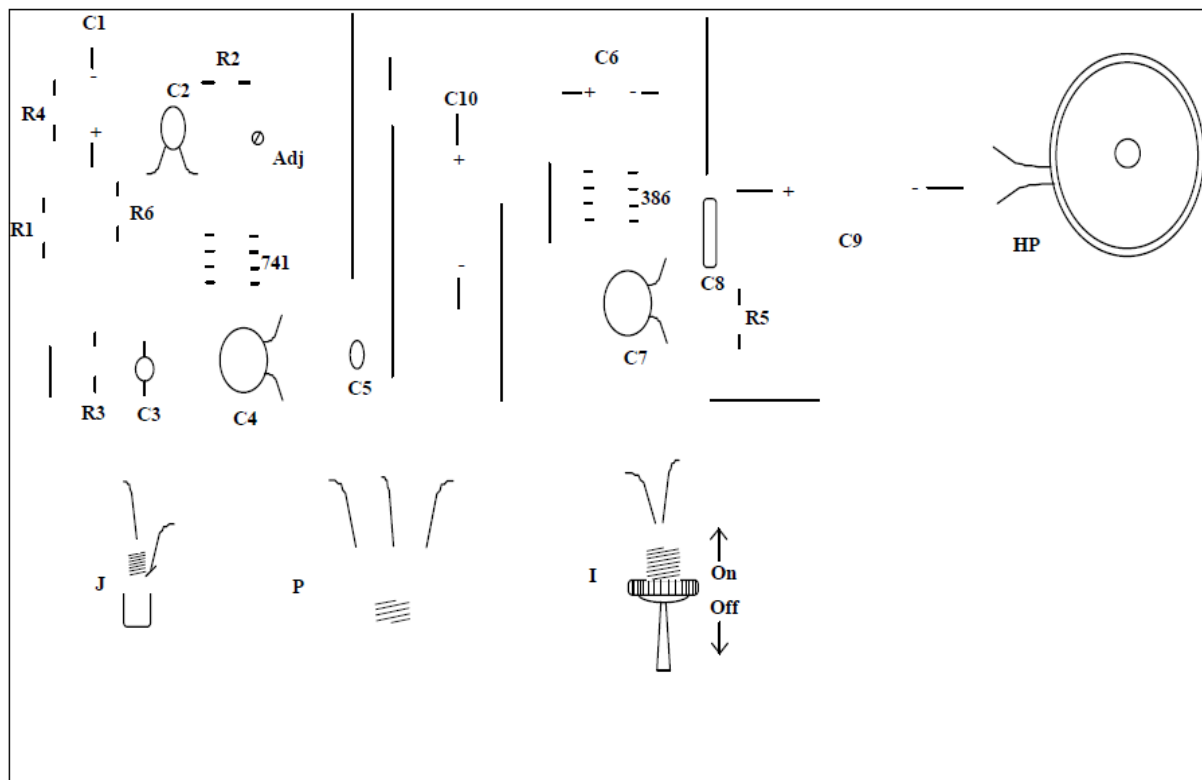 C1
R2
C6
C2
-
+ -
R4
C10
+
+
Adj
386
+ -
R6
R1
C9
HP
741
-
C8
R5
C7
C5
R3
C3
C4
J
P
I
On
Off